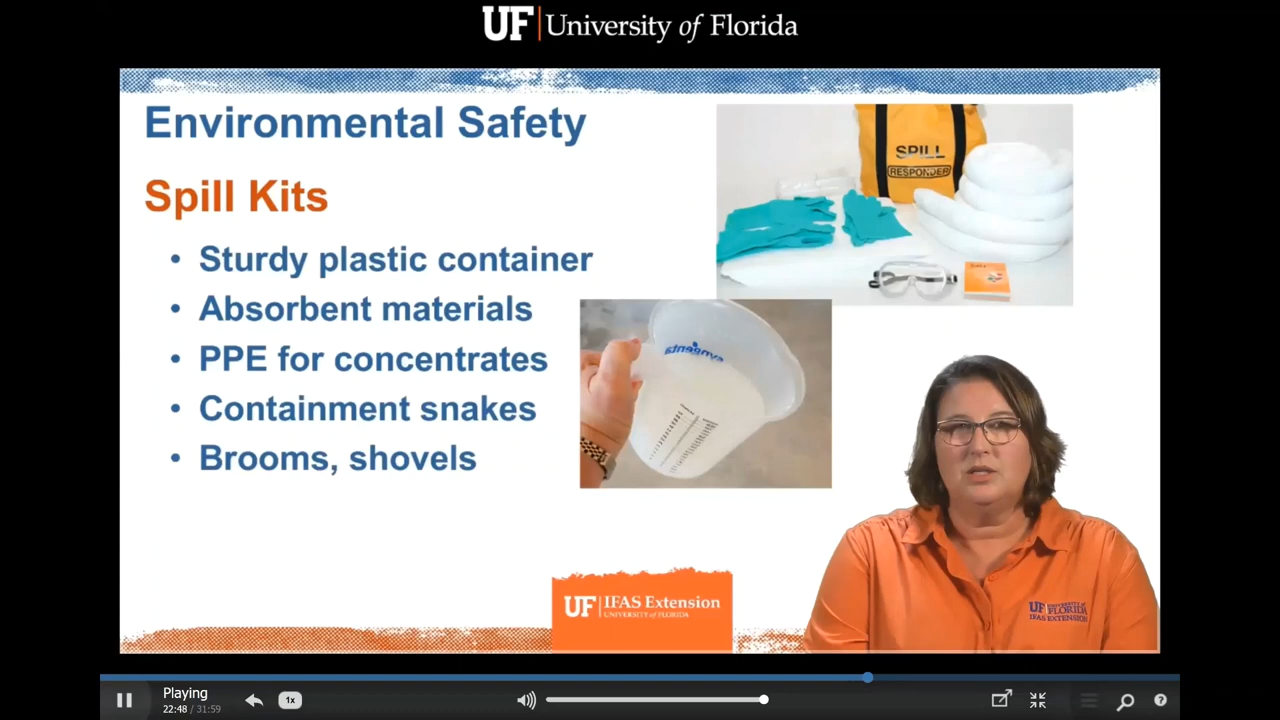 UF University of Florida
Environmental Safety
Spill Kits
• Sturdy plastic container
• Absorbent materials
• PPE for concentrates
• Containment snakes
• Brooms, shovels
SPILL
RESPONDER
syngenta
UF IFAS Extension
UNIVERSITY of FLORIDA
UF UNIVERSITY of
FLORIDA
IFAS EXTENSION
Playing
22:48 / 31:59
1x